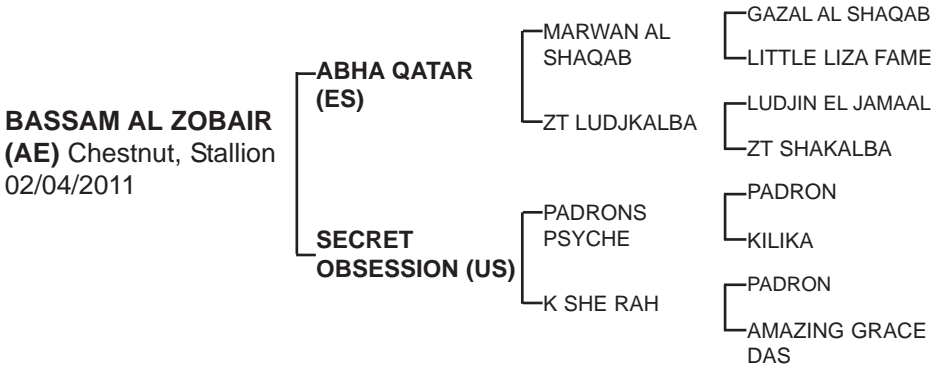 BASSAM AL ZOBAIR
(AE) Chestnut, Stallion
02/04/2011
ABHA QATAR
(ES)
SECRET
OBSESSION (US)
MARWAN AL
SHAQAB
ZT LUDJKALBA
PADRONS
PSYCHE
K SHE RAH
GAZAL AL SHAQAB
LITTLE LIZA FAME
LUDJIN EL JAMAAL
ZT SHAKALBA
PADRON
KILIKA
PADRON
AMAZING GRACE
DAS